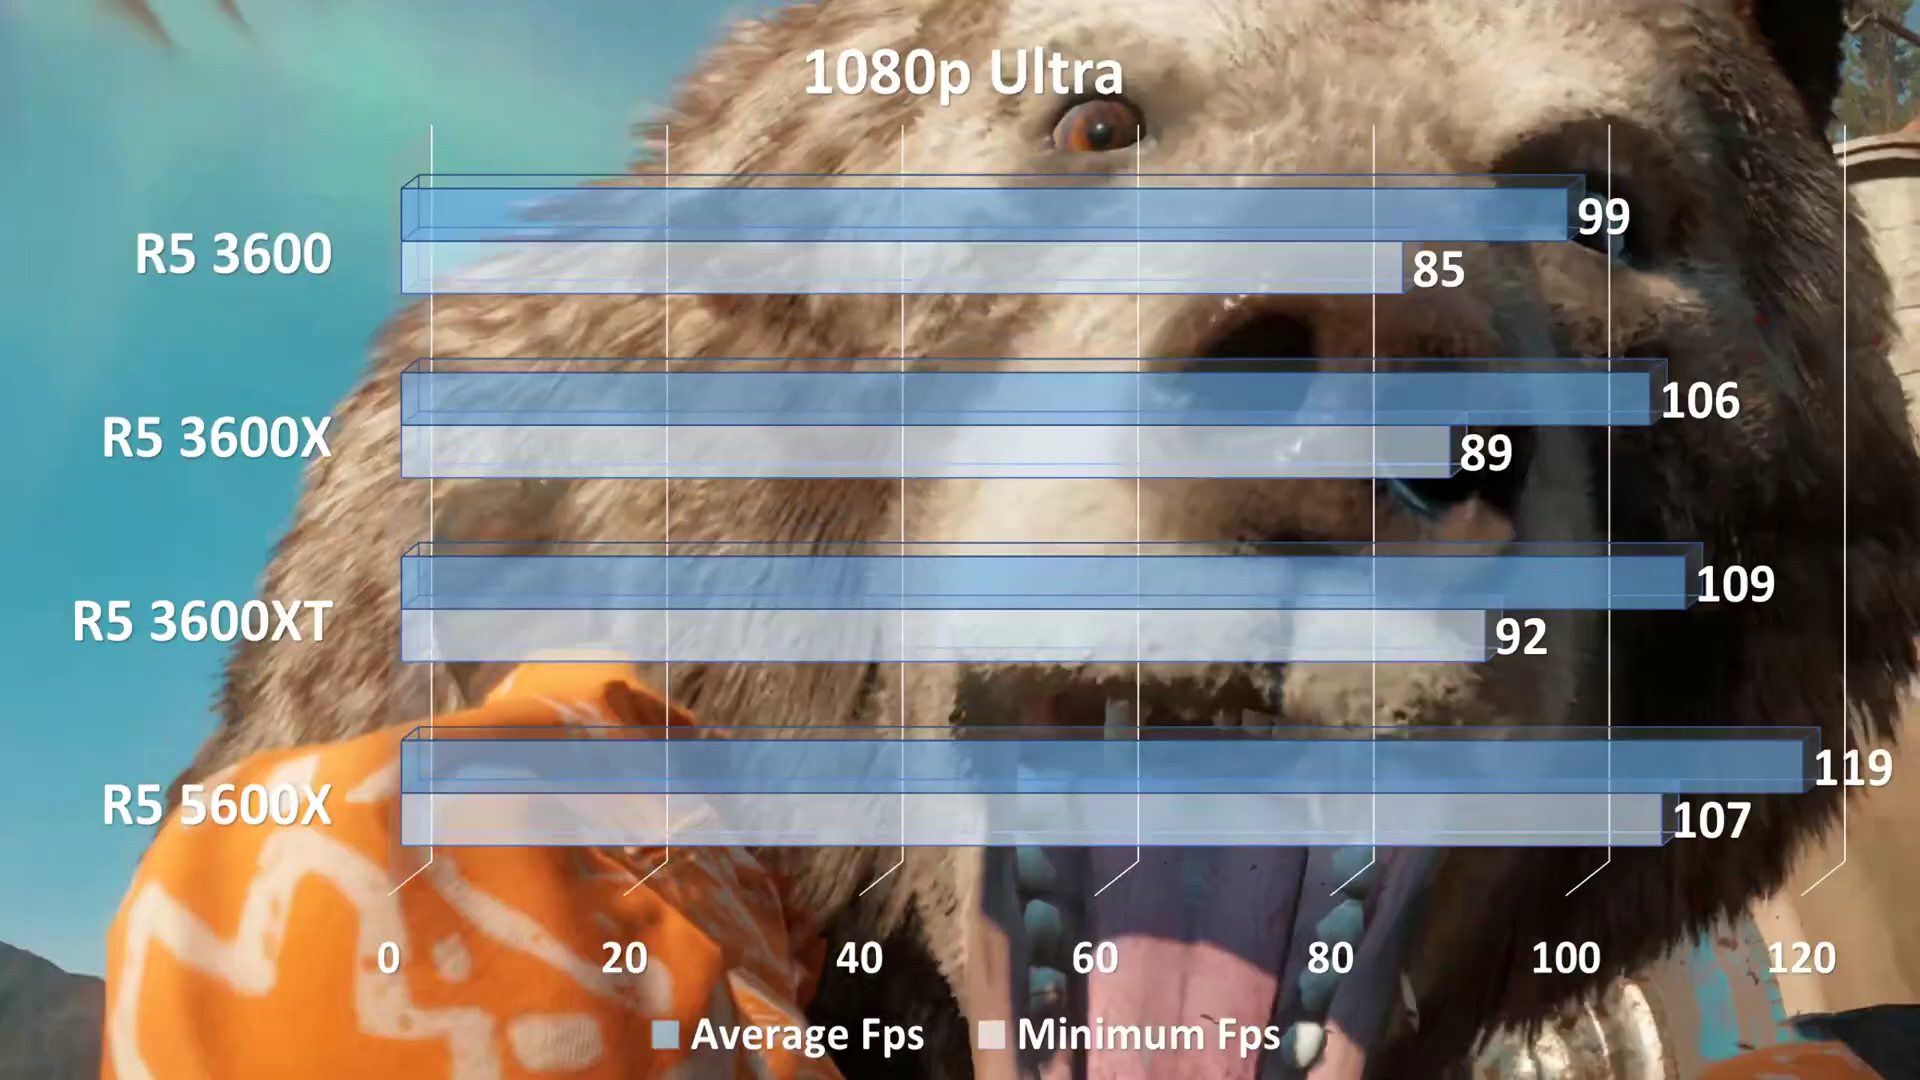 1080p Ultra
R5 3600
99
85
R5 3600X
106
89
R5 3600XT
109
92
R5 5600X
119
107
0 20 40 60 80 100 120
Average Fps Minimum Fps